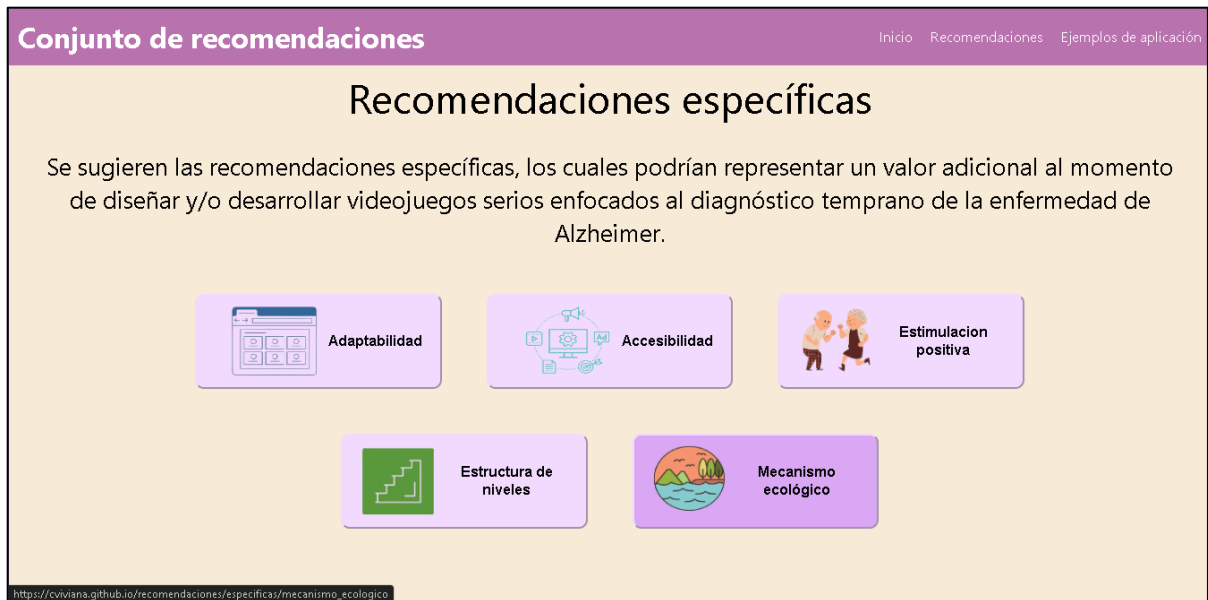 Conjunto de recomendaciones
Inicio Recomendaciones Ejemplos de aplicación
Recomendaciones específicas
Se sugieren las recomendaciones específicas, los cuales podrían representar un valor adicional al momento
de diseñar y/o desarrollar videojuegos serios enfocados al diagnóstico temprano de la enfermedad de
Alzheimer.
Adaptabilidad
Ad
Accesibilidad
Estimulacion
positiva
Estructura de
niveles
Mecanismo
ecológico
https://cviviana.github.io/recomendaciones/especificas/mecanismo_ecologico